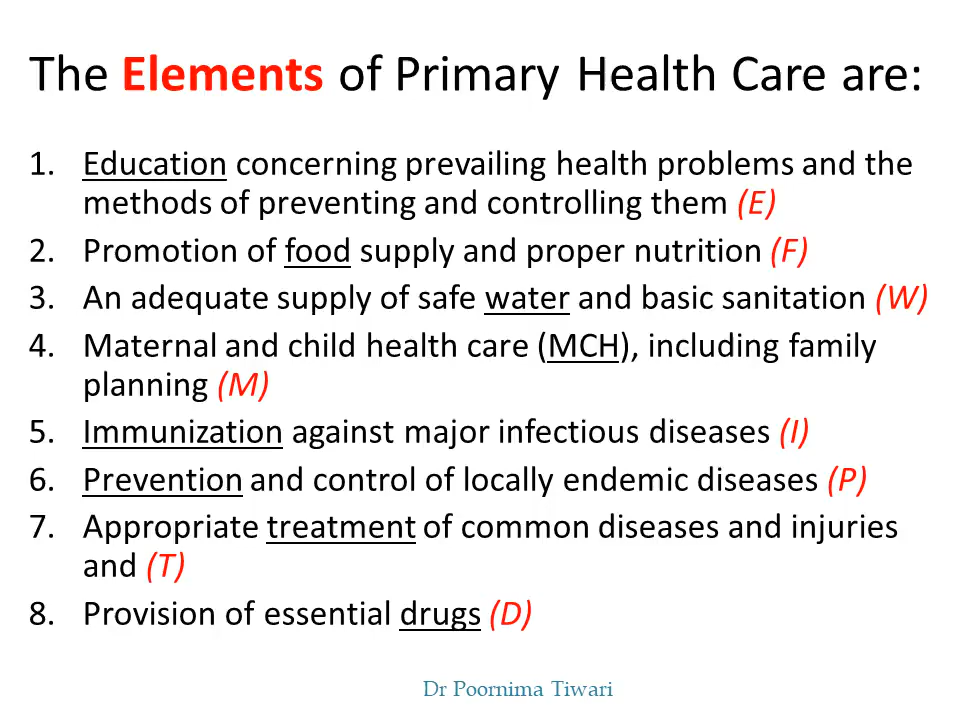 The Elements of Primary Health Care are:
1. Education concerning prevailing health problems and the
methods of preventing and controlling them (E)
2. Promotion of food supply and proper nutrition (F)
3. An adequate supply of safe water and basic sanitation (W)
4. Maternal and child health care (MCH), including family
planning (M)
5. Immunization against major infectious diseases (I)
6. Prevention and control of locally endemic diseases (P)
7. Appropriate treatment of common diseases and injuries
and (T)
8. Provision of essential drugs (D)
Dr Poornima Tiwari